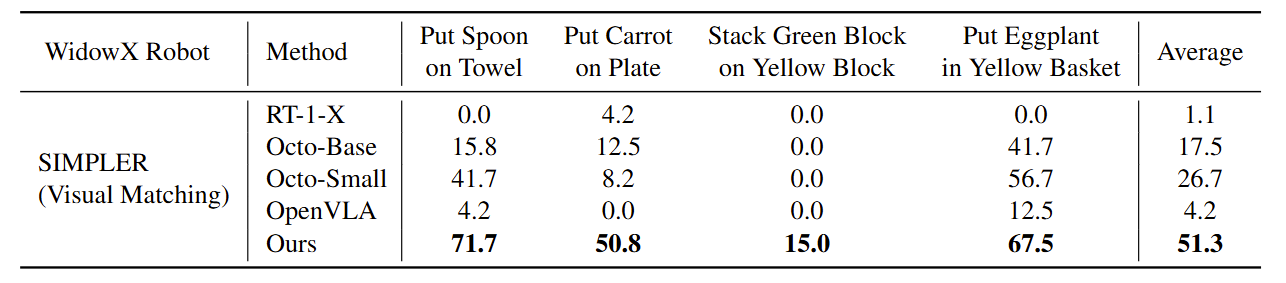 WidowX Robot Method Put Spoon on Towel Put Carrot on Plate Stack Green Block on Yellow Block Put Eggplant in Yellow Basket Average
SIMPLER (Visual Matching)
RT-1-X 0.0 4.2 0.0 0.0 1.1
Octo-Base 15.8 12.5 0.0 41.7 17.5
Octo-Small 41.7 8.2 0.0 56.7 26.7
OpenVLA 4.2 0.0 0.0 12.5 4.2
Ours 71.7 50.8 15.0 67.5 51.3